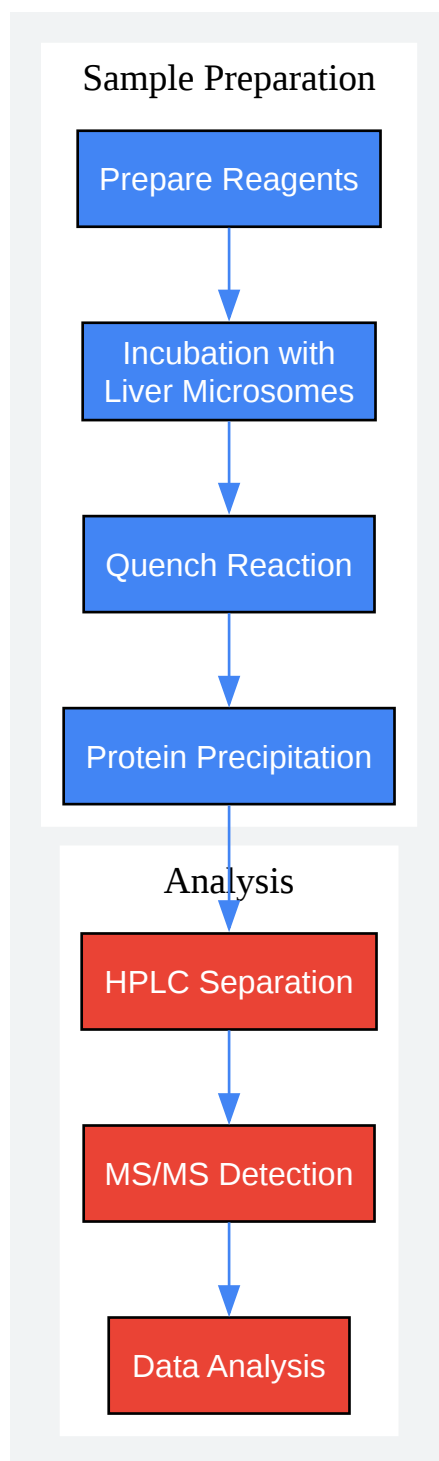 Sample Preparation
Prepare Reagents
Incubation with
Liver Microsomes
Quench Reaction
Protein Precipitation
Analysis
HPLC Separation
MS/MS Detection
Data Analysis